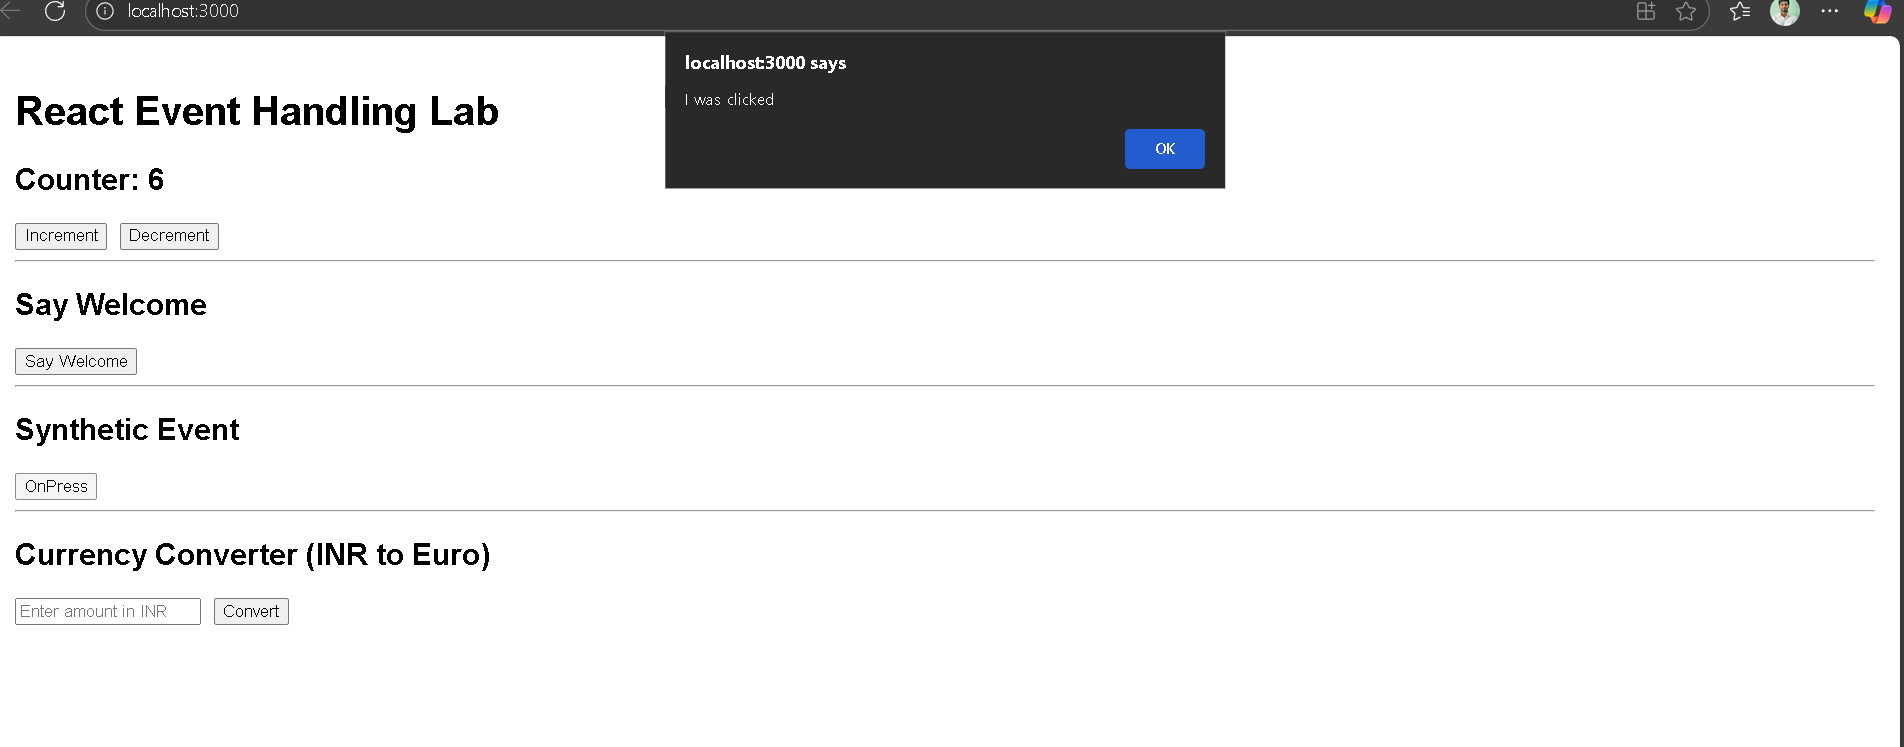 localhost:3000
localhost:3000 says
I was clicked
OK
React Event Handling Lab
Counter: 6
Increment Decrement
Say Welcome
Say Welcome
Synthetic Event
OnPress
Currency Converter (INR to Euro)
Enter amount in INR Convert